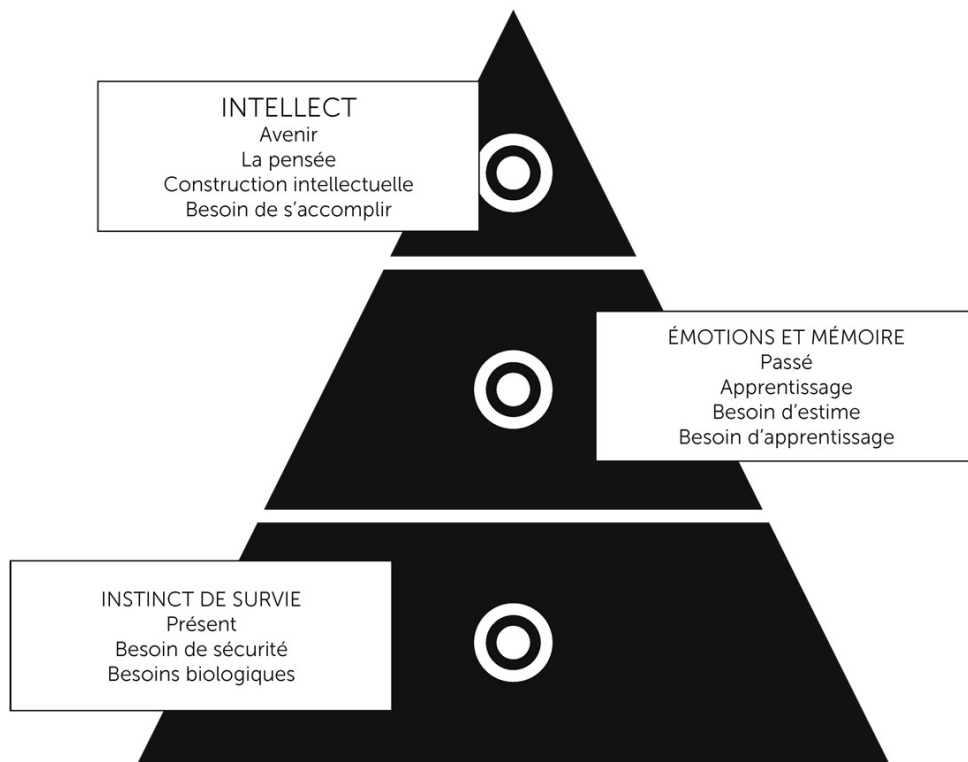 INTELLECT
Avenir
La pensée
Construction intellectuelle
Besoin de s’accomplir
ÉMOTIONS ET MÉMOIRE
Passé
Apprentissage
Besoin d’estime
Besoin d’apprentissage
INSTINCT DE SURVIE
Présent
Besoin de sécurité
Besoins biologiques